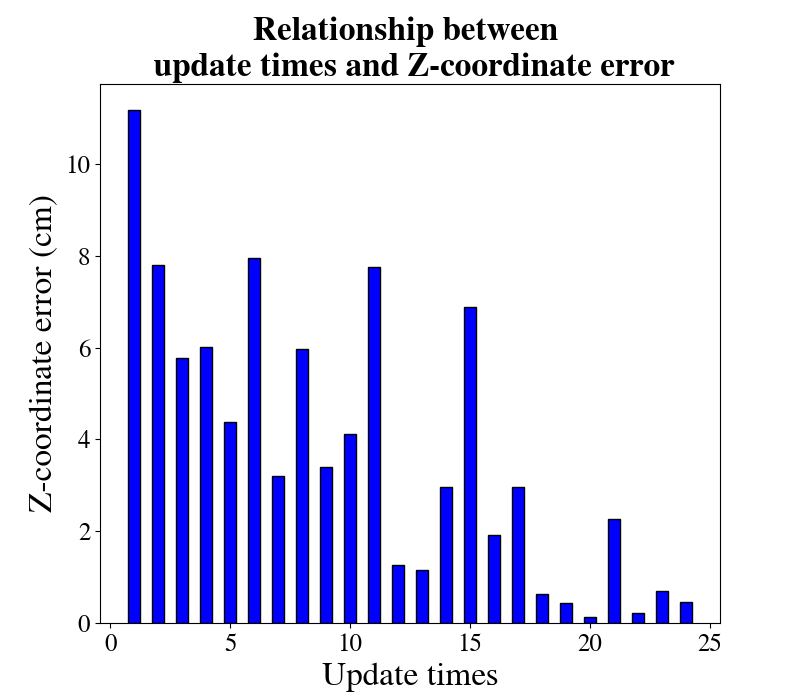 Relationship between
update times and Z-coordinate error
Z-coordinate error (cm)
10
8
6
4
2
0
0 5 10 15 20 25
Update times